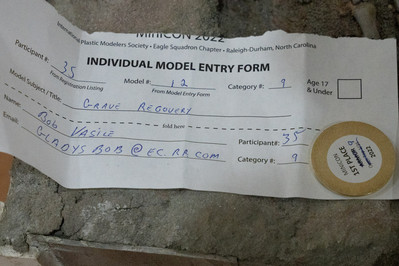 MiniCON 2022
International Plastic Modelers Society • Eagle Squadron Chapter • Raleigh-Durham, North Carolina
INDIVIDUAL MODEL ENTRY FORM
Participant #: 35 Model #: 12 Category #: 9 Age 17 & Under
From Registration Listing From Model Entry Form
Model Subject / Title: GRAVE RECOVERY
fold here
Name: BOB VASILE Participant#: 35
Email: GLADYSBOB@EC.RR.COM Category #: 9
MINICON
2022
1ST PLACE